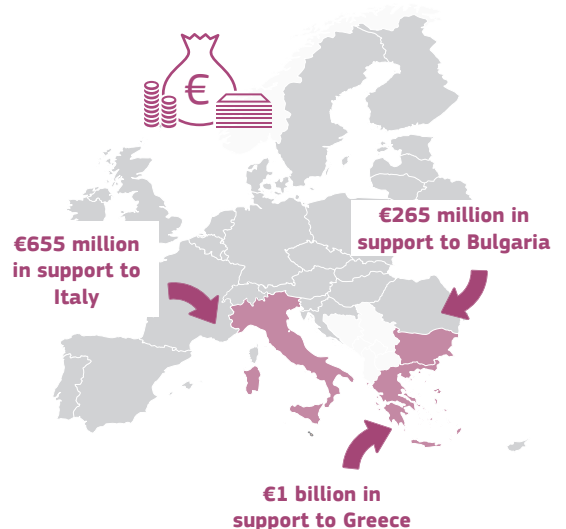 €
€265 million in
support to Bulgaria
€655 million
in support to
Italy
€1 billion in
support to Greece